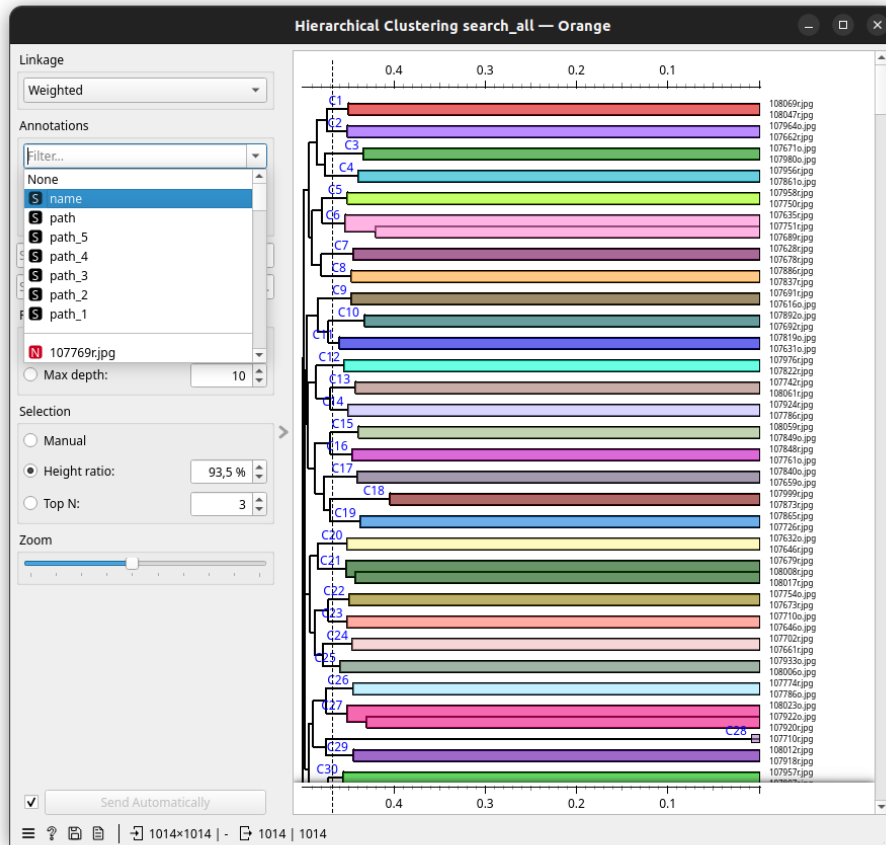 Hierarchical Clustering search_all — Orange
Linkage
Weighted
Annotations
Filter...
None
S name
S path
S path_5
S path_4
S path_3
S path_2
S path_1
N 107769r.jpg
Max depth: 10
Selection
Manual
Height ratio: 93,5 %
Top N: 3
Zoom
Send Automatically
1014×1014 | - 1014 | 1014
0.4 0.3 0.2 0.1
C1
C2
C3
C4
C5
C6
C7
C8
C9
C10
C11
C12
C13
C14
C15
C16
C17
C18
C19
C20
C21
C22
C23
C24
C25
C26
C27
C28
C29
C30
108069r.jpg
108047r.jpg
107964o.jpg
107662r.jpg
107671o.jpg
107980o.jpg
107956r.jpg
107861o.jpg
107958r.jpg
107750r.jpg
107635r.jpg
107751r.jpg
107689r.jpg
107628r.jpg
107678r.jpg
107886r.jpg
107837r.jpg
107691r.jpg
107616o.jpg
107892o.jpg
107692r.jpg
107819o.jpg
107631o.jpg
107976r.jpg
107822r.jpg
107742r.jpg
108061r.jpg
107924r.jpg
107786r.jpg
108059r.jpg
107849o.jpg
107848r.jpg
107761o.jpg
107840o.jpg
107659o.jpg
107999r.jpg
107873r.jpg
107865r.jpg
107726r.jpg
107632o.jpg
107646r.jpg
107679r.jpg
108008r.jpg
108017r.jpg
107754o.jpg
107673r.jpg
107710o.jpg
107646o.jpg
107702r.jpg
107661r.jpg
107933o.jpg
108006o.jpg
107774r.jpg
107786o.jpg
108023o.jpg
107922o.jpg
107920r.jpg
107710r.jpg
108012r.jpg
107918r.jpg
107957r.jpg
0.4 0.3 0.2 0.1